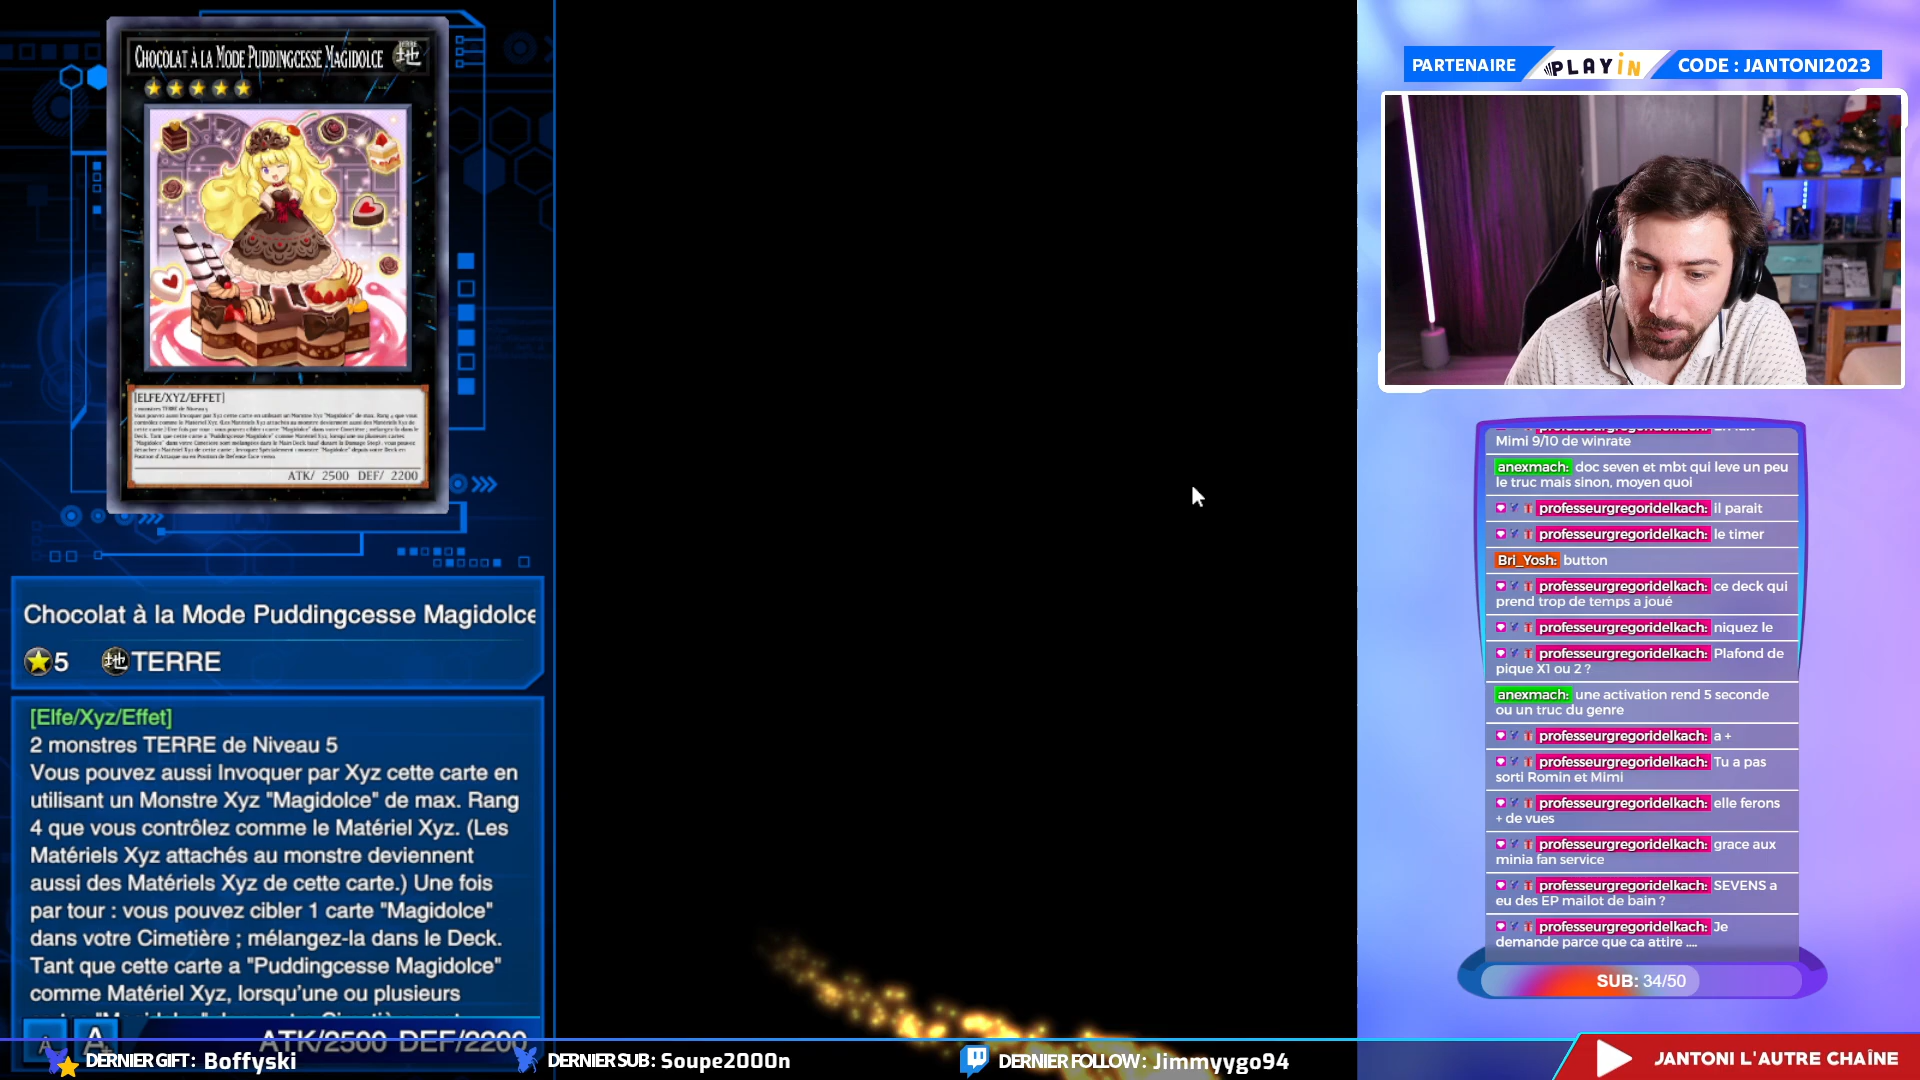 CHOCOLAT À LA MODE PUDDINGCESSE MAGIDOLCE
[ELFE/XYZ/EFFET]
2 monstres TERRE de Niveau 5
ATK/ 2500 DEF/ 2200
Chocolat à la Mode Puddingcesse Magidolce
5 地 TERRE
[Elfe/Xyz/Effet]
2 monstres TERRE de Niveau 5
Vous pouvez aussi Invoquer par Xyz cette carte en
utilisant un Monstre Xyz "Magidolce" de max. Rang
4 que vous contrôlez comme le Matériel Xyz. (Les
Matériels Xyz attachés au monstre deviennent
aussi des Matériels Xyz de cette carte.) Une fois
par tour : vous pouvez cibler 1 carte "Magidolce"
dans votre Cimetière ; mélangez-la dans le Deck.
Tant que cette carte a "Puddingcesse Magidolce"
comme Matériel Xyz, lorsqu'une ou plusieurs
ATK/2500 DEF/2200
PARTENAIRE PLAYIN CODE : JANTONI2023
Mimi 9/10 de winrate
anexmach: doc seven et mbt qui leve un peu
le truc mais sinon, moyen quoi
professeurgregoridelkach: il parait
professeurgregoridelkach: le timer
Bri_Yosh: button
professeurgregoridelkach: ce deck qui
prend trop de temps a joué
professeurgregoridelkach: niquez le
professeurgregoridelkach: Plafond de
pique X1 ou 2 ?
anexmach: une activation rend 5 seconde
ou un truc du genre
professeurgregoridelkach: a +
professeurgregoridelkach: Tu a pas
sorti Romin et Mimi
professeurgregoridelkach: elle ferons
+ de vues
professeurgregoridelkach: grace aux
minia fan service
professeurgregoridelkach: SEVENS a
eu des EP mailot de bain ?
professeurgregoridelkach: Je
demande parce que ca attire ....
SUB: 34/50
DERNIER GIFT : Boffyski
DERNIER SUB : Soupe2000n
DERNIER FOLLOW : Jimmyygo94
JANTONI L'AUTRE CHAÎNE